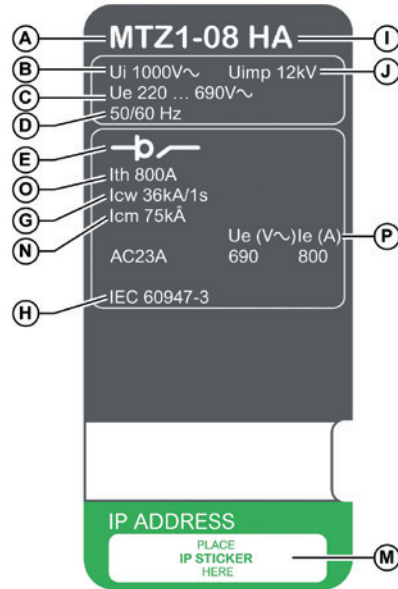 A MTZ1-08 HA I
B Ui 1000V~ Uimp 12kV J
C Ue 220 ... 690V~
D 50/60 Hz
E
O Ith 800A
G Icw 36kA/1s
N Icm 75kÂ
Ue (V~) Ie (A) P
AC23A 690 800
H IEC 60947-3
IP ADDRESS
PLACE
IP STICKER M
HERE